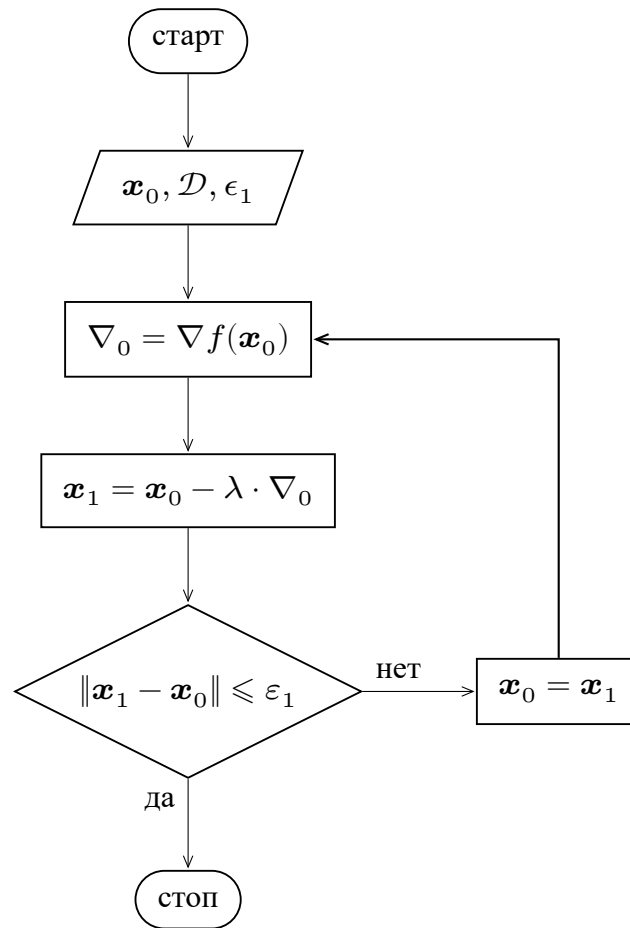 старт
𝒙₀, 𝒟, ϵ₁
∇₀ = ∇f(𝒙₀)
𝒙₁ = 𝒙₀ − λ · ∇₀
‖𝒙₁ − 𝒙₀‖ ⩽ ε₁
нет
𝒙₀ = 𝒙₁
да
стоп